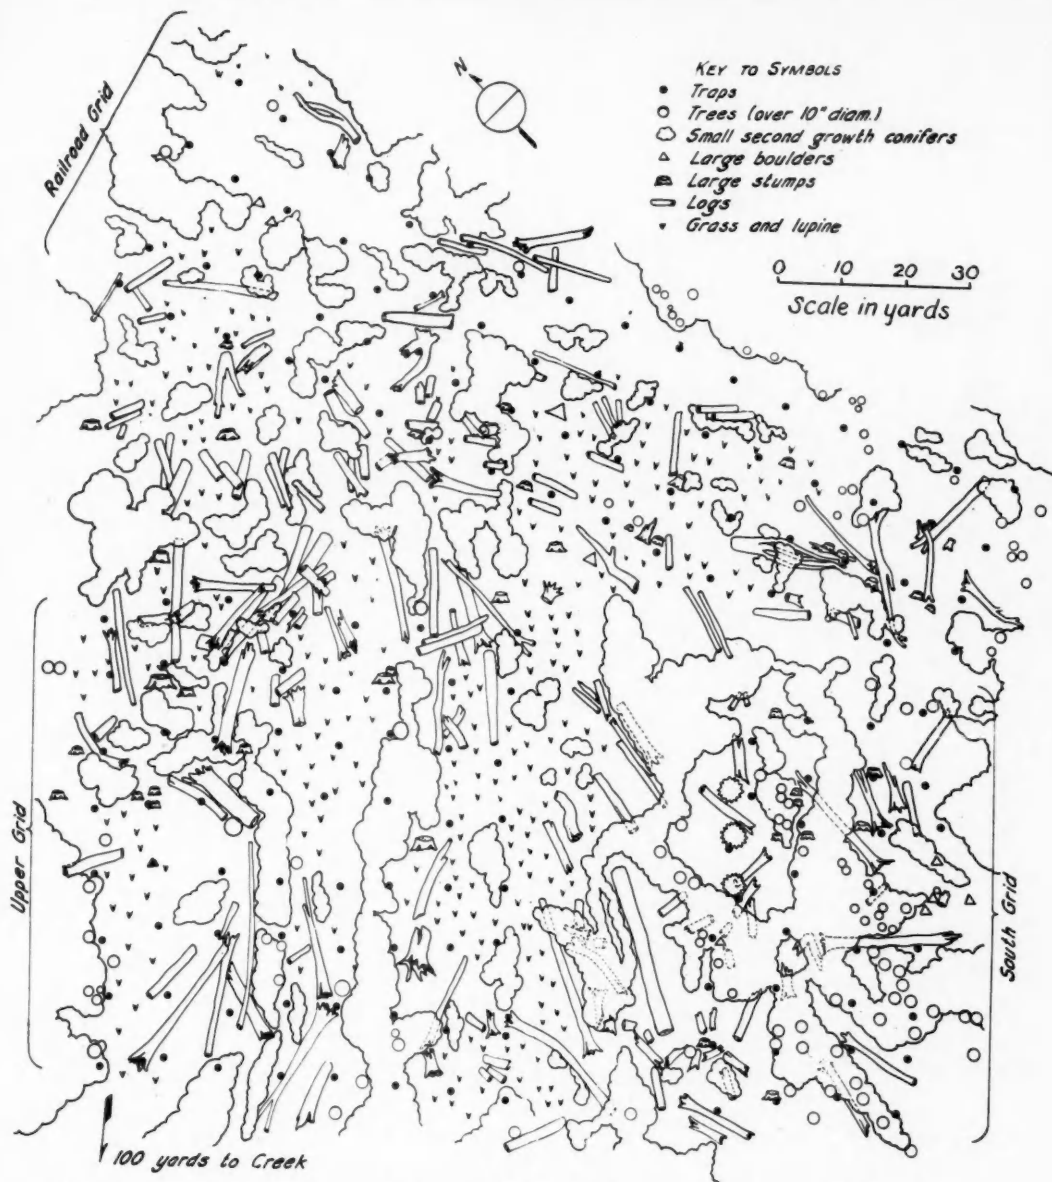 Railroad Grid
N
KEY TO SYMBOLS
Traps
Trees (over 10" diam.)
Small second growth conifers
Large boulders
Large stumps
Logs
Grass and lupine
0 10 20 30
Scale in yards
Upper Grid
South Grid
100 yards to Creek